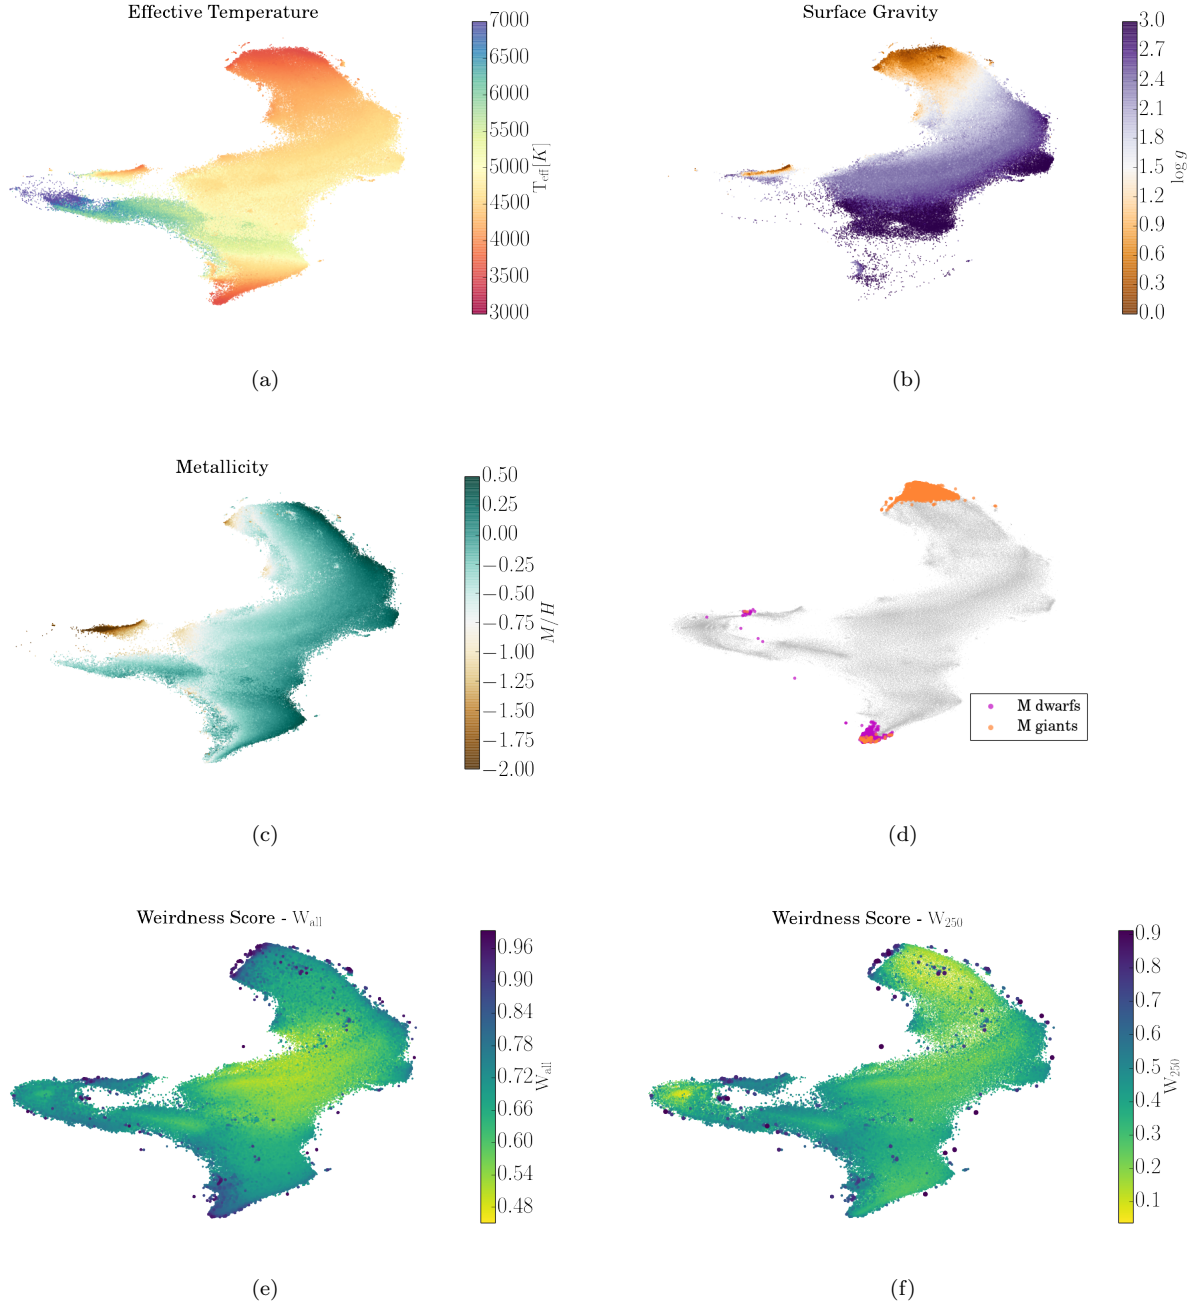 Effective Temperature
7000
6500
6000
5500
5000
4500
4000
3500
3000
T_eff [K]
(a)
Surface Gravity
3.0
2.7
2.4
2.1
1.8
1.5
1.2
0.9
0.6
0.3
0.0
log g
(b)
Metallicity
0.50
0.25
0.00
−0.25
−0.50
−0.75
−1.00
−1.25
−1.50
−1.75
−2.00
M/H
(c)
M dwarfs
M giants
(d)
Weirdness Score - W_all
0.96
0.90
0.84
0.78
0.72
0.66
0.60
0.54
0.48
W_all
(e)
Weirdness Score - W_250
0.9
0.8
0.7
0.6
0.5
0.4
0.3
0.2
0.1
W_250
(f)